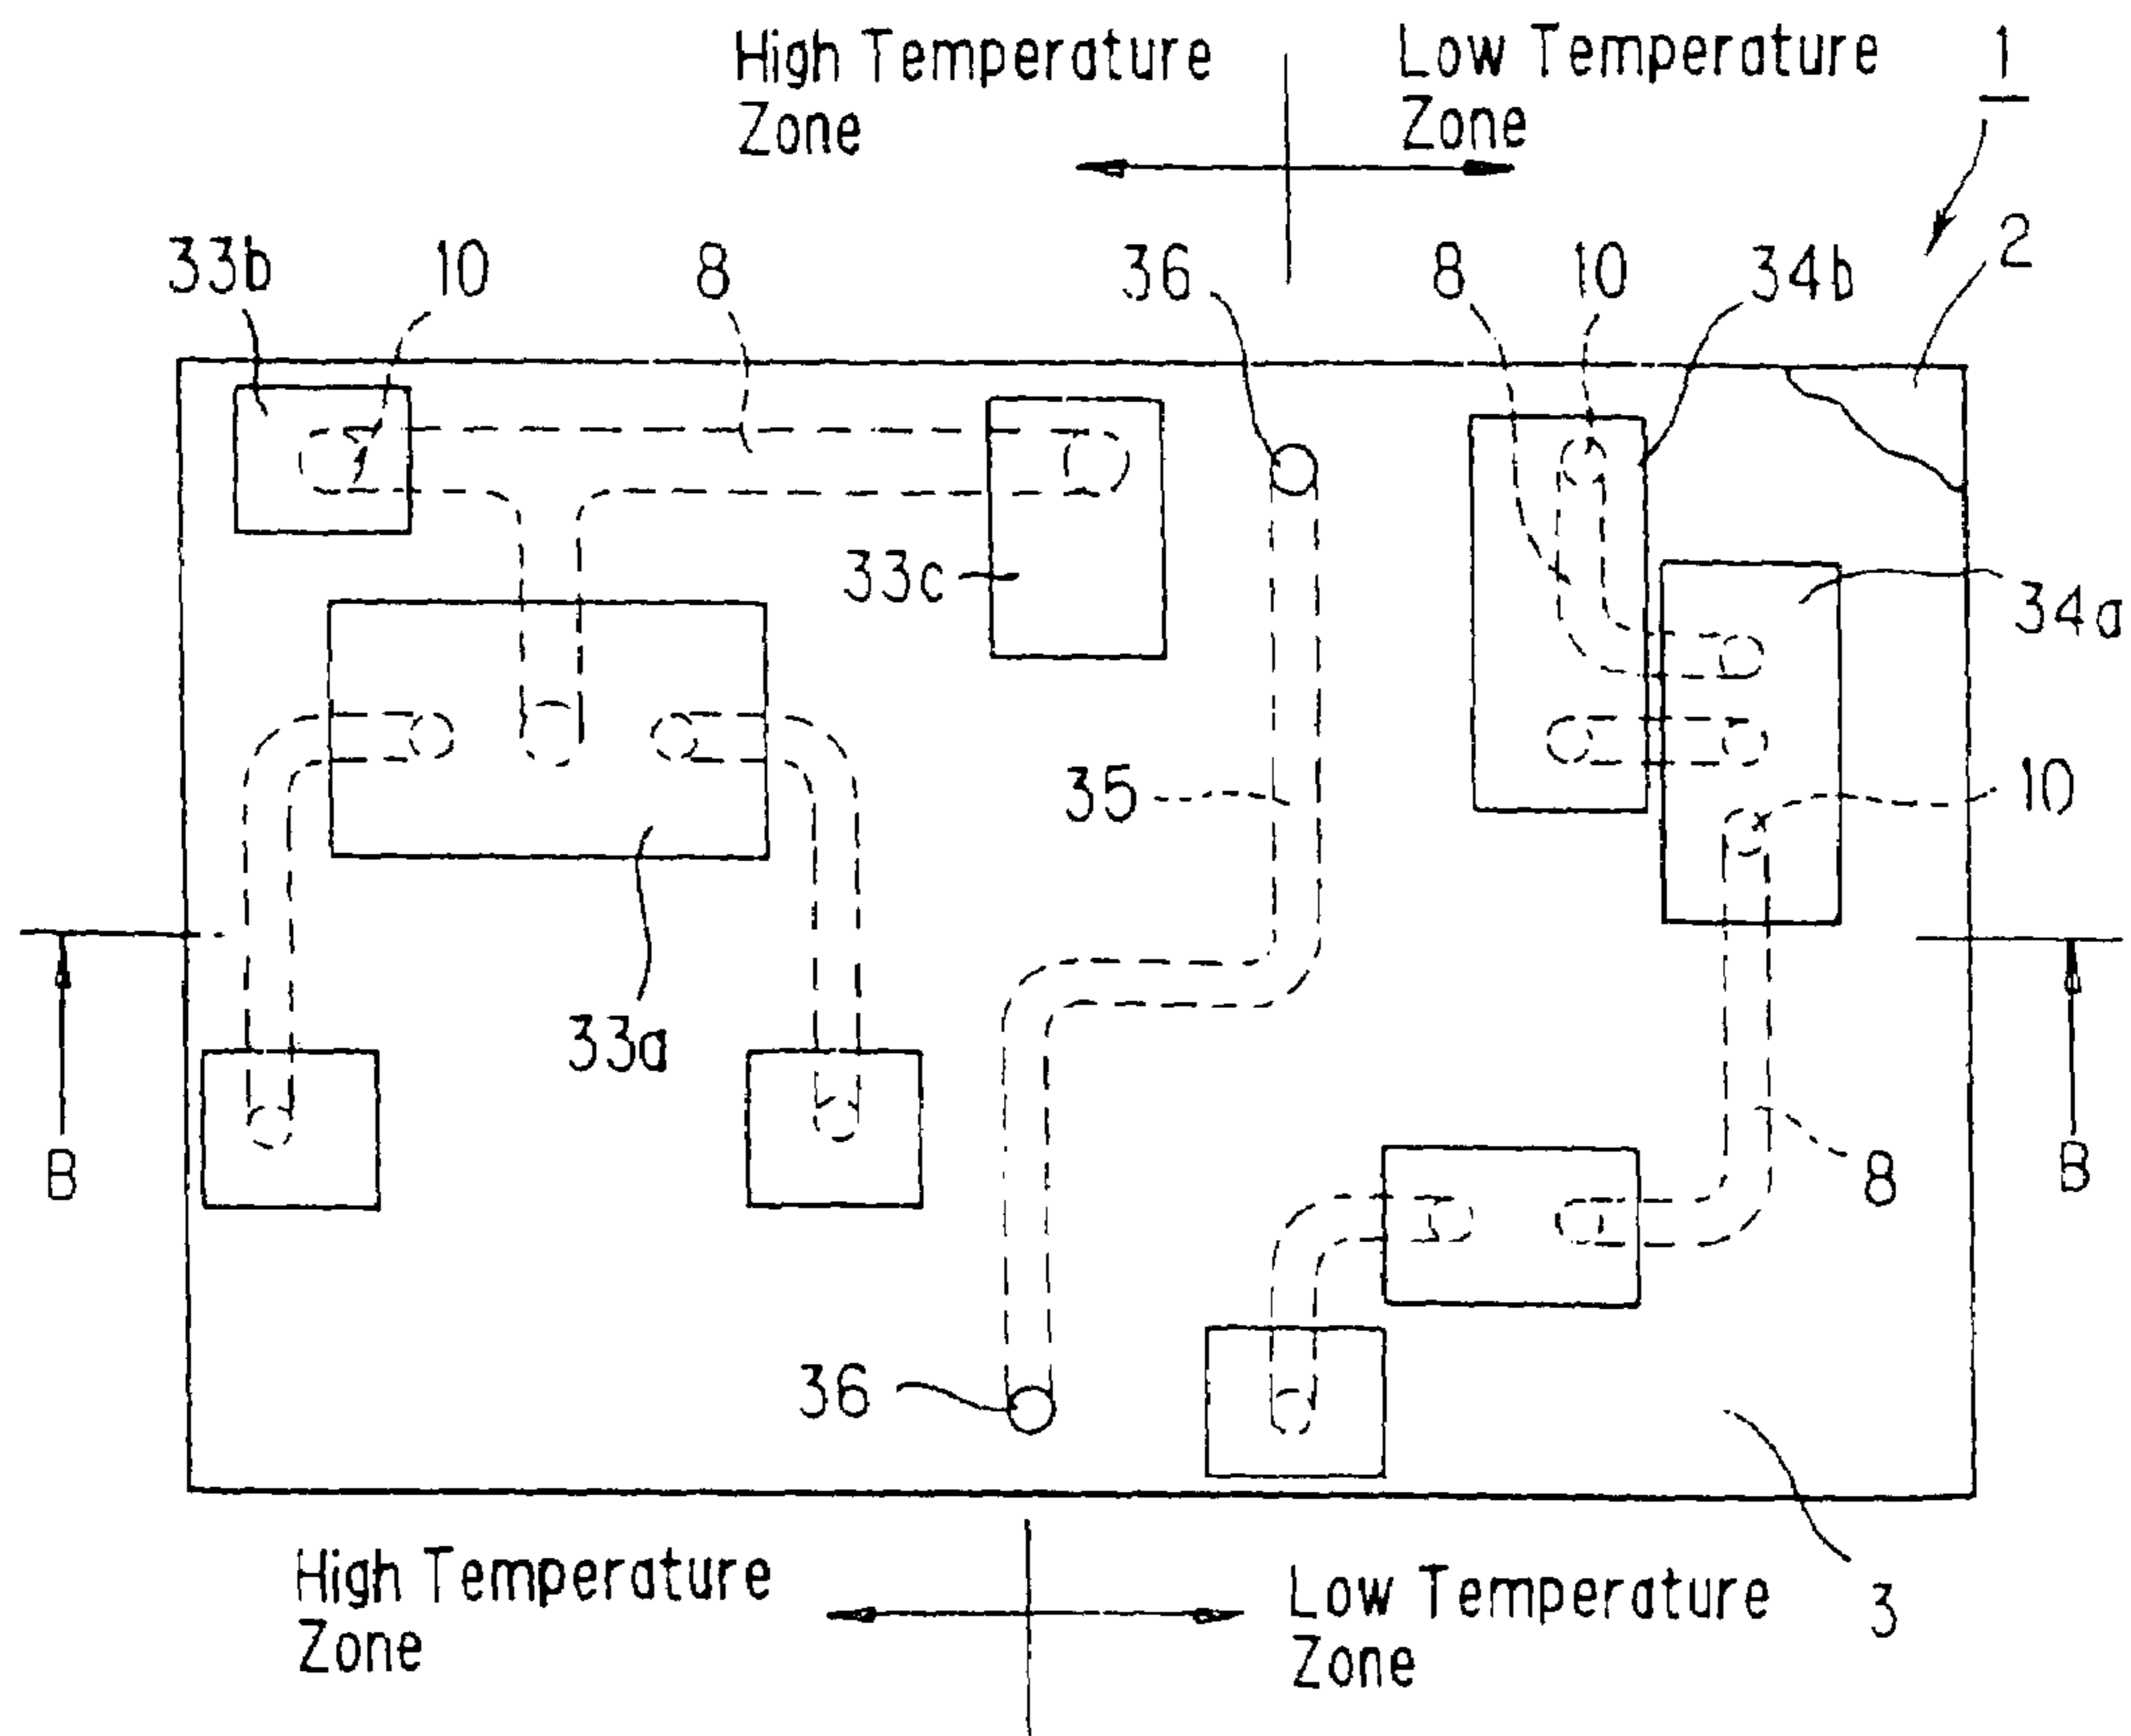 High Temperature
Zone
Low Temperature
Zone
1
33b
10
8
36
8
10
34b
2
33c
34a
35
10
33a
B
B
8
36
3
High Temperature
Zone
Low Temperature
Zone